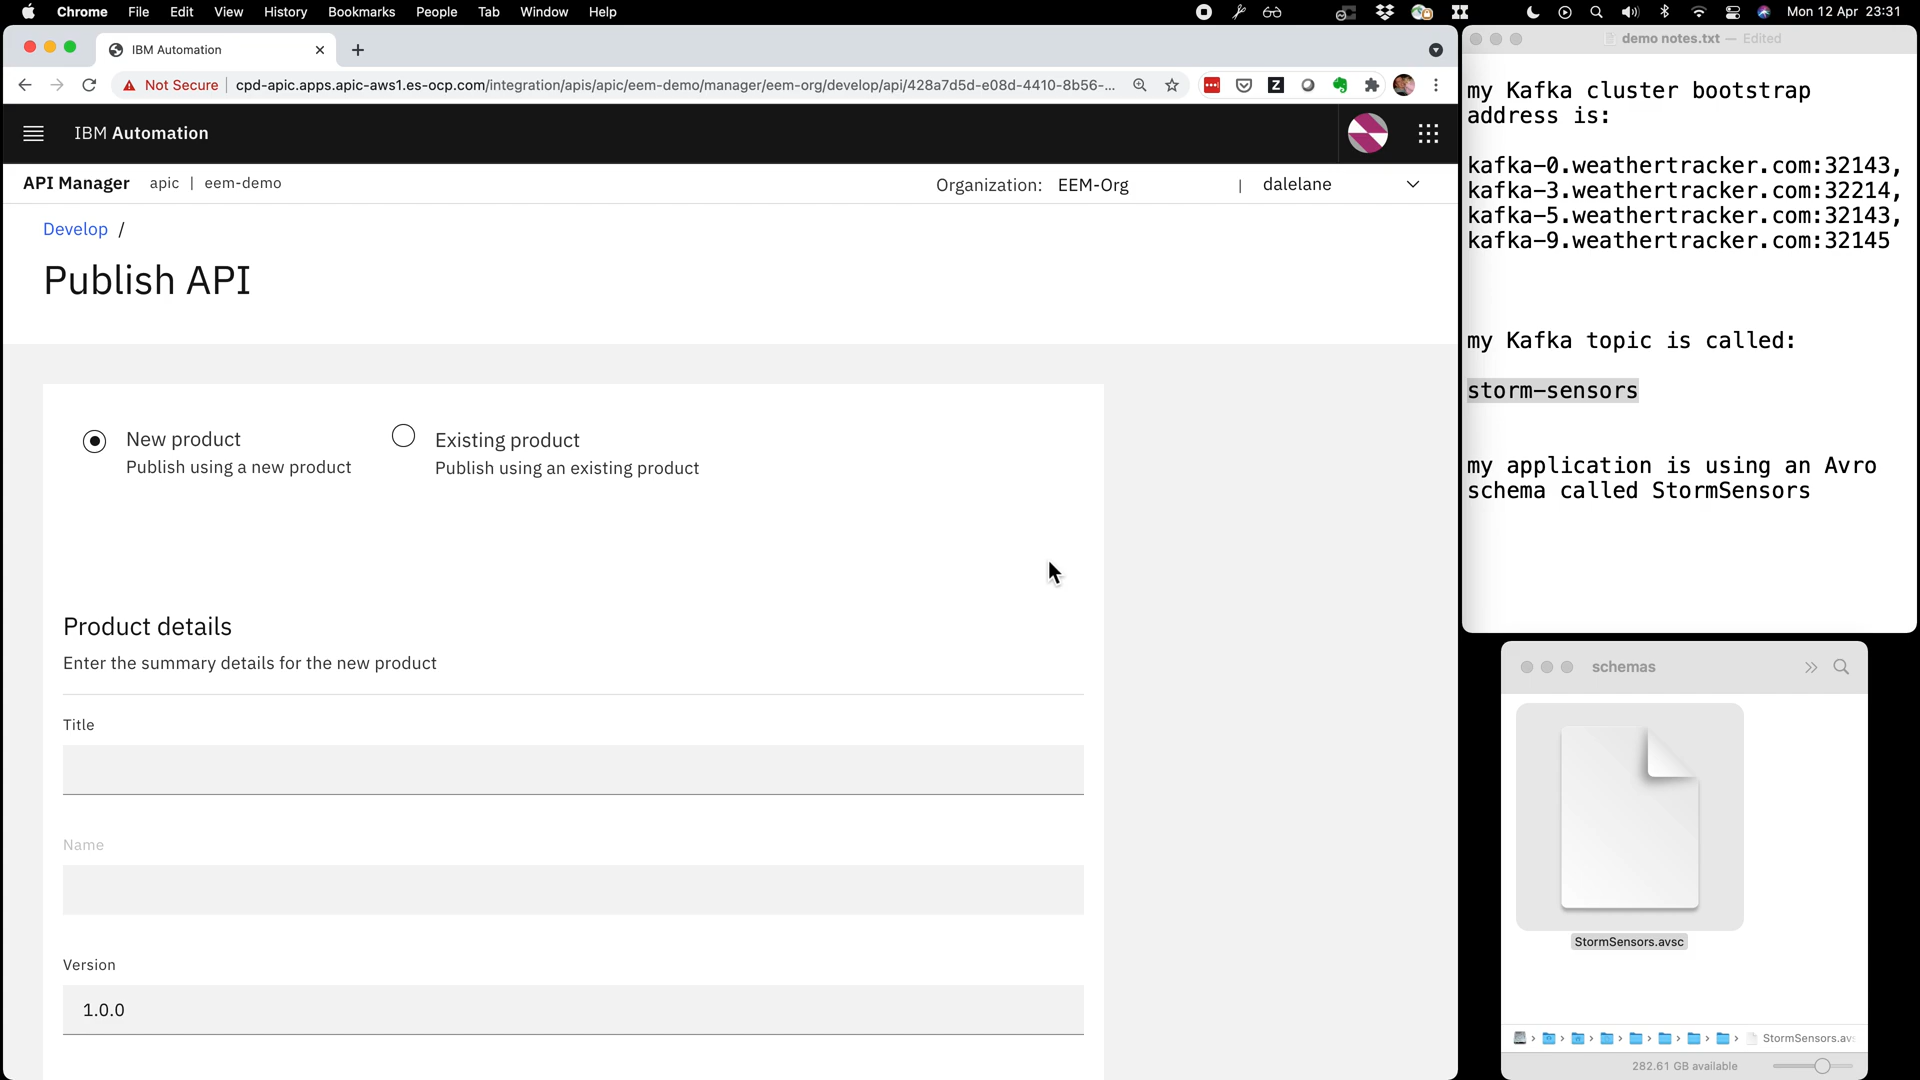 Chrome File Edit View History Bookmarks People Tab Window Help
Mon 12 Apr 23:31
IBM Automation
Not Secure
cpd-apic.apps.apic-aws1.es-ocp.com/integration/apis/apic/eem-demo/manager/eem-org/develop/api/428a7d5d-e08d-4410-8b56-...
IBM Automation
API Manager apic | eem-demo
Organization: EEM-Org | dalelane
Develop /
Publish API
New product
Publish using a new product
Existing product
Publish using an existing product
Product details
Enter the summary details for the new product
Title
Name
Version
1.0.0
demo notes.txt — Edited
my Kafka cluster bootstrap
address is:
kafka-0.weathertracker.com:32143,
kafka-3.weathertracker.com:32214,
kafka-5.weathertracker.com:32143,
kafka-9.weathertracker.com:32145
my Kafka topic is called:
storm-sensors
my application is using an Avro
schema called StormSensors
schemas
StormSensors.avsc
StormSensors.av
282.61 GB available